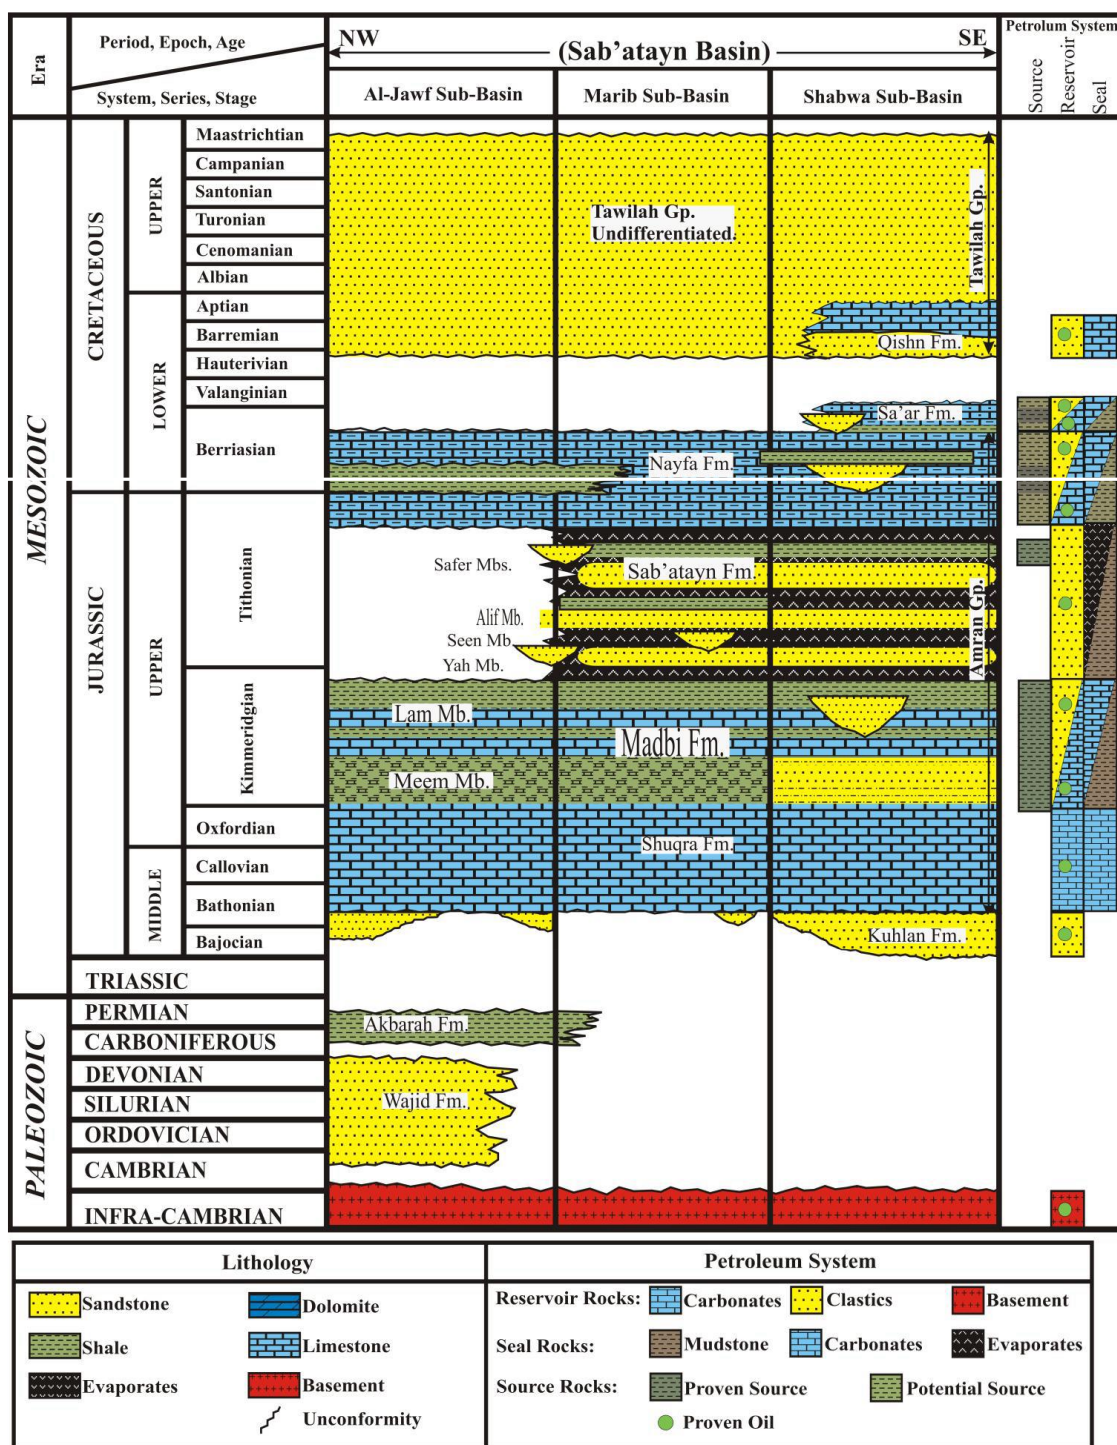 Era
Period, Epoch, Age
System, Series, Stage
NW
(Sab'atayn Basin)
SE
Al-Jawf Sub-Basin
Marib Sub-Basin
Shabwa Sub-Basin
Petrolum System
Source
Reservoir
Seal
MESOZOIC
CRETACEOUS
UPPER
Maastrichtian
Campanian
Santonian
Turonian
Cenomanian
Albian
LOWER
Aptian
Barremian
Hauterivian
Valanginian
Berriasian
Tawilah Gp.
Undifferentiated.
Tawilah Gp.
Qishn Fm.
Sa'ar Fm.
Nayfa Fm.
JURASSIC
UPPER
Tithonian
Kimmeridgian
Oxfordian
MIDDLE
Callovian
Bathonian
Bajocian
Safer Mbs.
Sab'atayn Fm.
Alif Mb.
Seen Mb.
Yah Mb.
Amran Gp.
Lam Mb.
Madbi Fm.
Meem Mb.
Shuqra Fm.
Kuhlan Fm.
TRIASSIC
PALEOZOIC
PERMIAN
CARBONIFEROUS
DEVONIAN
SILURIAN
ORDOVICIAN
CAMBRIAN
INFRA-CAMBRIAN
Akbarah Fm.
Wajid Fm.
Lithology
Sandstone
Dolomite
Shale
Limestone
Evaporates
Basement
Unconformity
Petroleum System
Reservoir Rocks:
Carbonates
Clastics
Basement
Seal Rocks:
Mudstone
Carbonates
Evaporates
Source Rocks:
Proven Source
Potential Source
Proven Oil